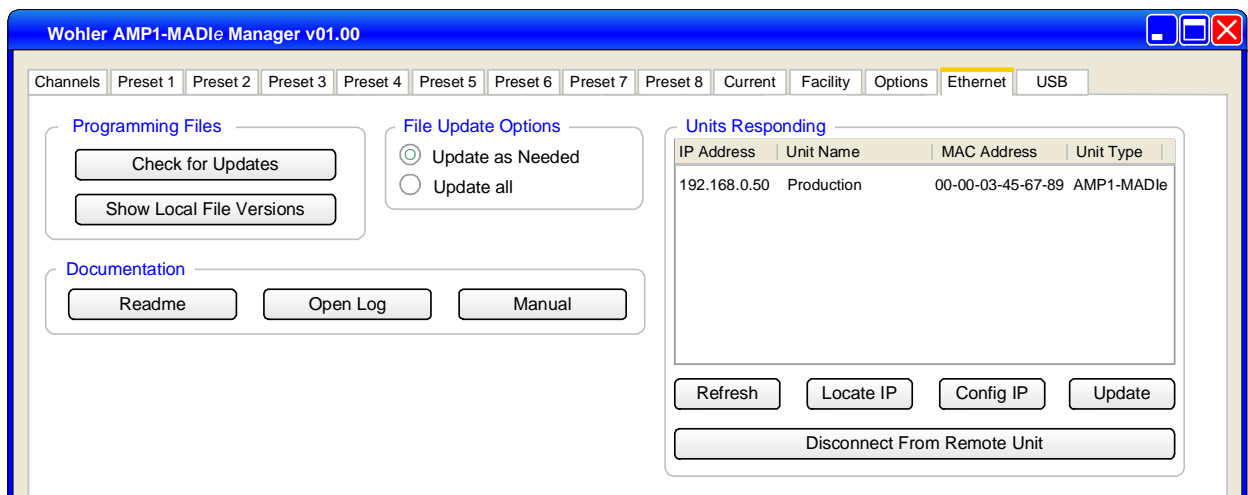 Wohler AMP1-MADIe Manager v01.00
Channels Preset 1 Preset 2 Preset 3 Preset 4 Preset 5 Preset 6 Preset 7 Preset 8 Current Facility Options Ethernet USB
Programming Files
Check for Updates
Show Local File Versions
File Update Options
Update as Needed
Update all
Documentation
Readme Open Log Manual
Units Responding
IP Address Unit Name MAC Address Unit Type
192.168.0.50 Production 00-00-03-45-67-89 AMP1-MADIe
Refresh Locate IP Config IP Update
Disconnect From Remote Unit